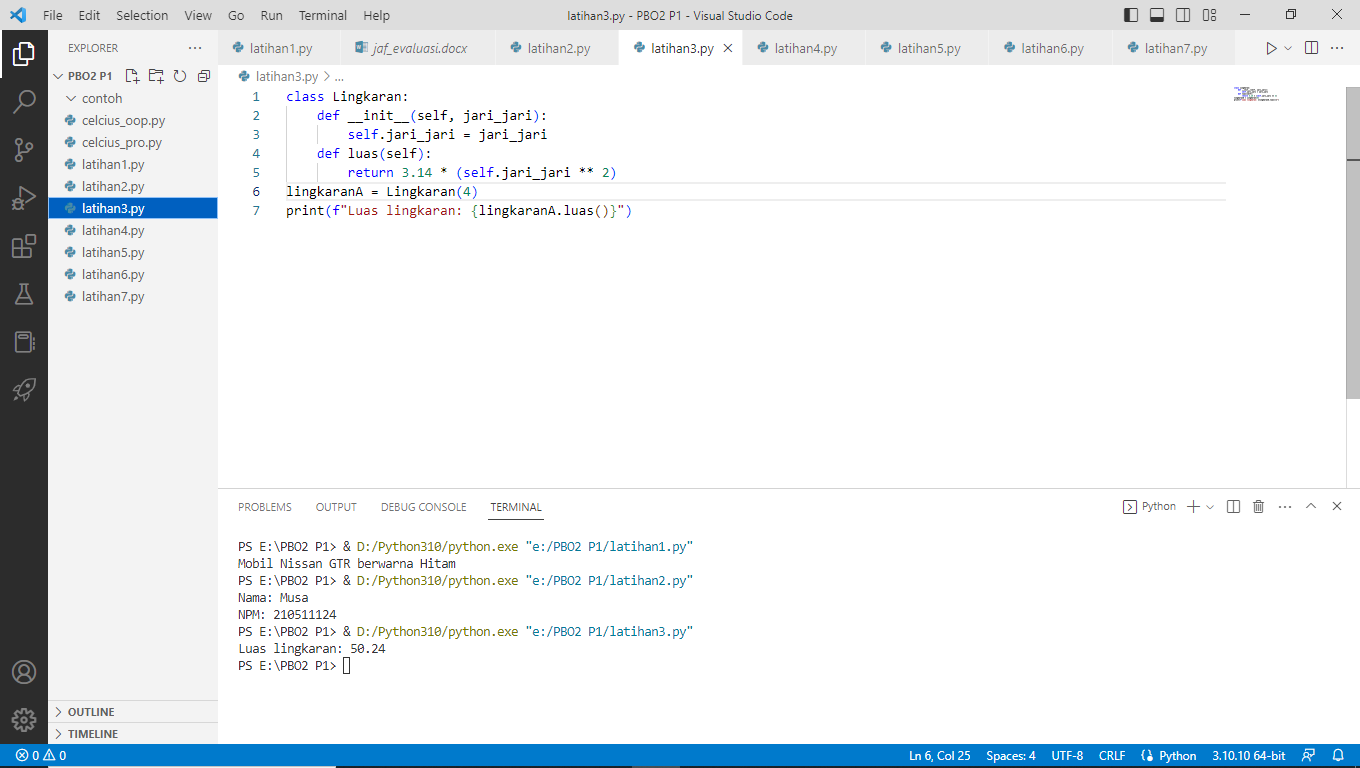 File Edit Selection View Go Run Terminal Help latihan3.py - PBO2 P1 - Visual Studio Code
EXPLORER
PBO2 P1
contoh
celcius_oop.py
celcius_pro.py
latihan1.py
latihan2.py
latihan3.py
latihan4.py
latihan5.py
latihan6.py
latihan7.py
OUTLINE
TIMELINE
latihan1.py jaf_evaluasi.docx latihan2.py latihan3.py latihan4.py latihan5.py latihan6.py latihan7.py
latihan3.py > ...
1 class Lingkaran:
2 def __init__(self, jari_jari):
3 self.jari_jari = jari_jari
4 def luas(self):
5 return 3.14 * (self.jari_jari ** 2)
6 lingkaranA = Lingkaran(4)
7 print(f"Luas lingkaran: {lingkaranA.luas()}")
PROBLEMS OUTPUT DEBUG CONSOLE TERMINAL Python
PS E:\PBO2 P1> & D:/Python310/python.exe "e:/PBO2 P1/latihan1.py"
Mobil Nissan GTR berwarna Hitam
PS E:\PBO2 P1> & D:/Python310/python.exe "e:/PBO2 P1/latihan2.py"
Nama: Musa
NPM: 210511124
PS E:\PBO2 P1> & D:/Python310/python.exe "e:/PBO2 P1/latihan3.py"
Luas lingkaran: 50.24
PS E:\PBO2 P1>
0 0 Ln 6, Col 25 Spaces: 4 UTF-8 CRLF Python 3.10.10 64-bit